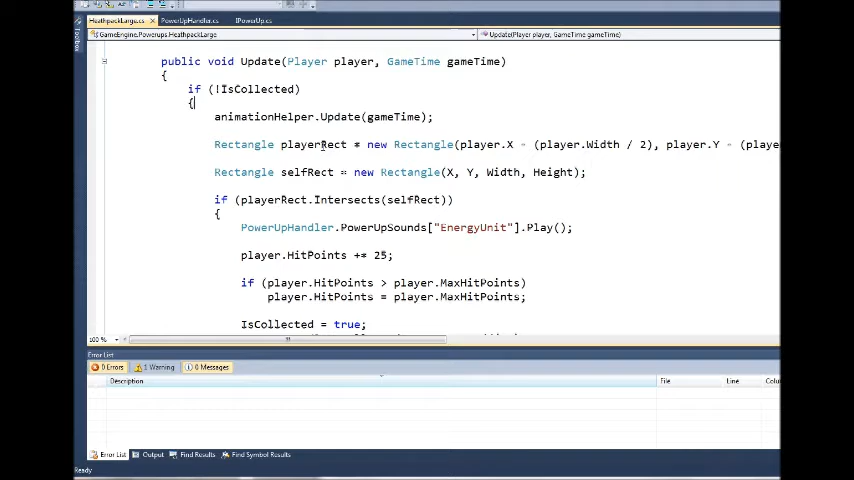 HeathpackLarge.cs PowerUpHandler.cs IPowerUp.cs
GameEngine.Powerups.HeathpackLarge Update(Player player, GameTime gameTime)
Toolbox
public void Update(Player player, GameTime gameTime)
{
if (!IsCollected)
{
animationHelper.Update(gameTime);
Rectangle playerRect = new Rectangle(player.X - (player.Width / 2), player.Y - (playe
Rectangle selfRect = new Rectangle(X, Y, Width, Height);
if (playerRect.Intersects(selfRect))
{
PowerUpHandler.PowerUpSounds["EnergyUnit"].Play();
player.HitPoints += 25;
if (player.HitPoints > player.MaxHitPoints)
player.HitPoints = player.MaxHitPoints;
IsCollected = true;
100 %
Error List
0 Errors 1 Warning 0 Messages
Description File Line Colu
Error List Output Find Results Find Symbol Results
Ready